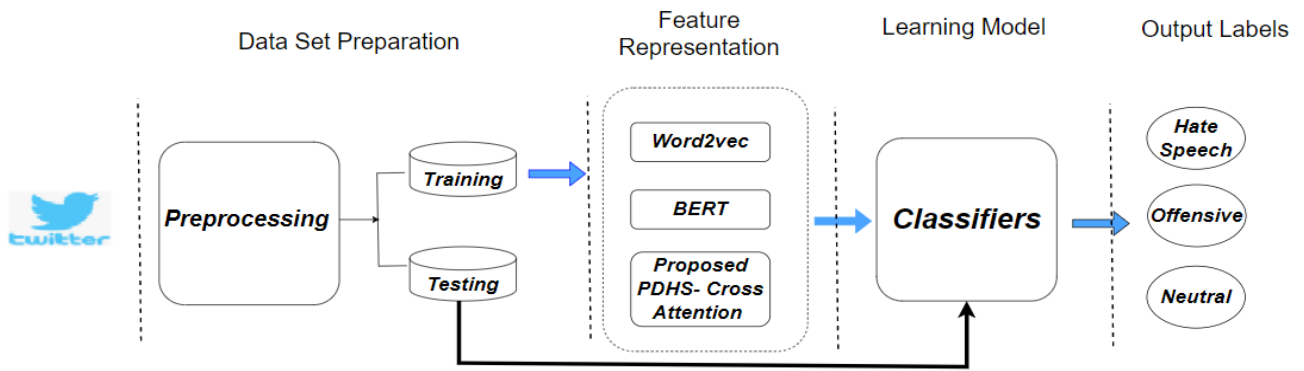 Data Set Preparation
Feature
Representation
Learning Model
Output Labels
twitter
Preprocessing
Training
Testing
Word2vec
BERT
Proposed
PDHS- Cross
Attention
Classifiers
Hate
Speech
Offensive
Neutral